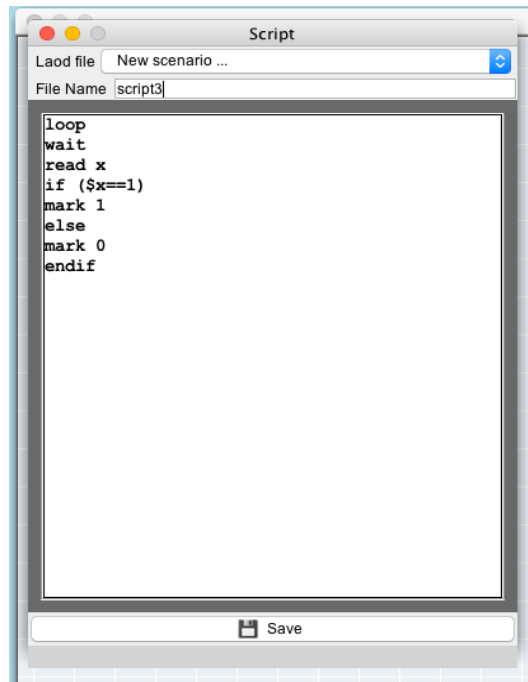 Script
Laod file New scenario ...
File Name script3
loop
wait
read x
if ($x==1)
mark 1
else
mark 0
endif
Save